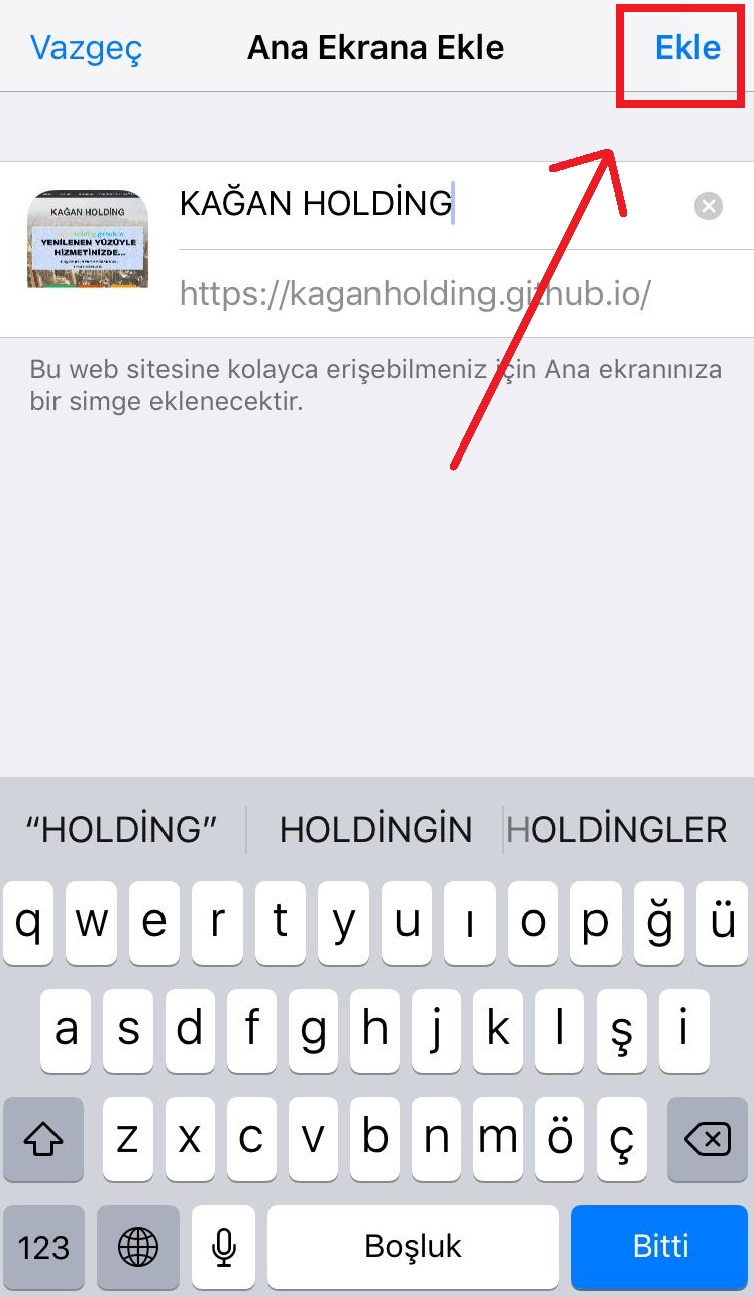 Vazgeç Ana Ekrana Ekle Ekle
KAĞAN HOLDİNG
KAĞAN HOLDİNG
YENİLENEN YÜZÜYLE
HİZMETİNİZDE...
https://kaganholding.github.io/
Bu web sitesine kolayca erişebilmeniz için Ana ekranınıza
bir simge eklenecektir.
“HOLDİNG” HOLDİNGİN HOLDİNGLER
q w e r t y u ı o p ğ ü
a s d f g h j k l ş i
z x c v b n m ö ç
123 Boşluk Bitti